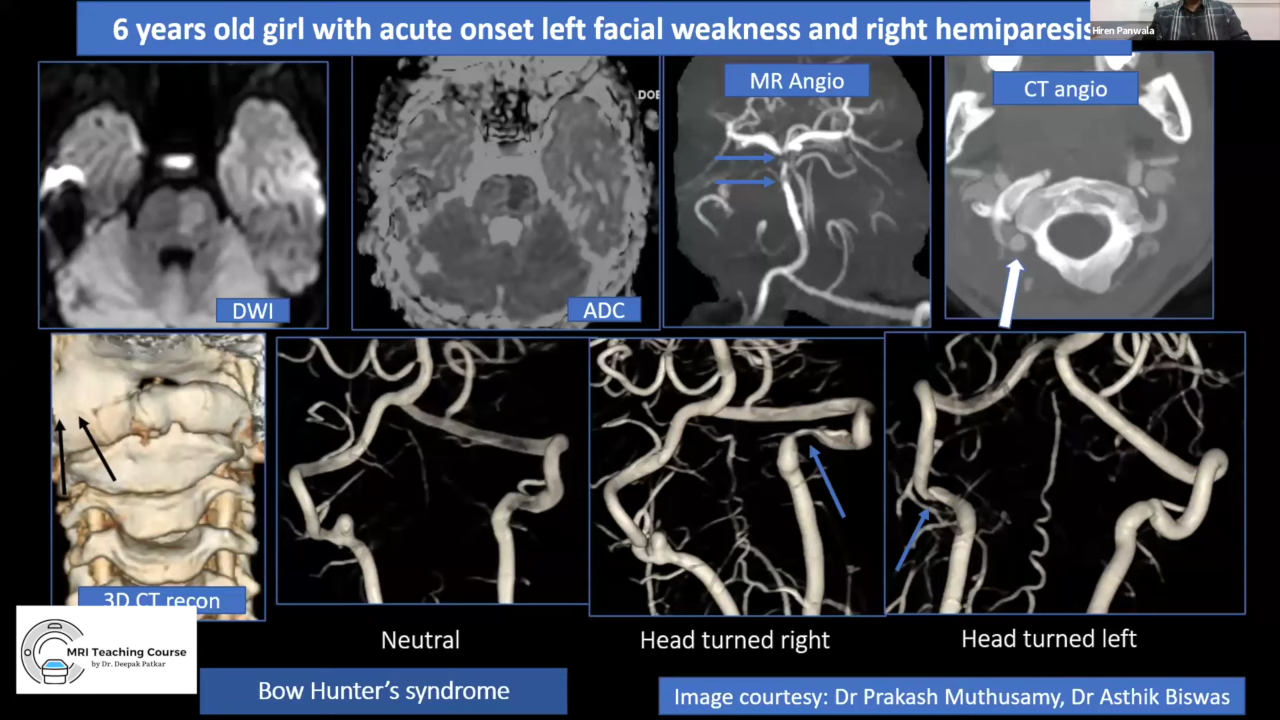 6 years old girl with acute onset left facial weakness and right hemiparesis
Hiren Panwala
MR Angio
CT angio
DWI
ADC
3D CT recon
MRI Teaching Course
by Dr. Deepak Patkar
Neutral
Head turned right
Head turned left
Bow Hunter's syndrome
Image courtesy: Dr Prakash Muthusamy, Dr Asthik Biswas